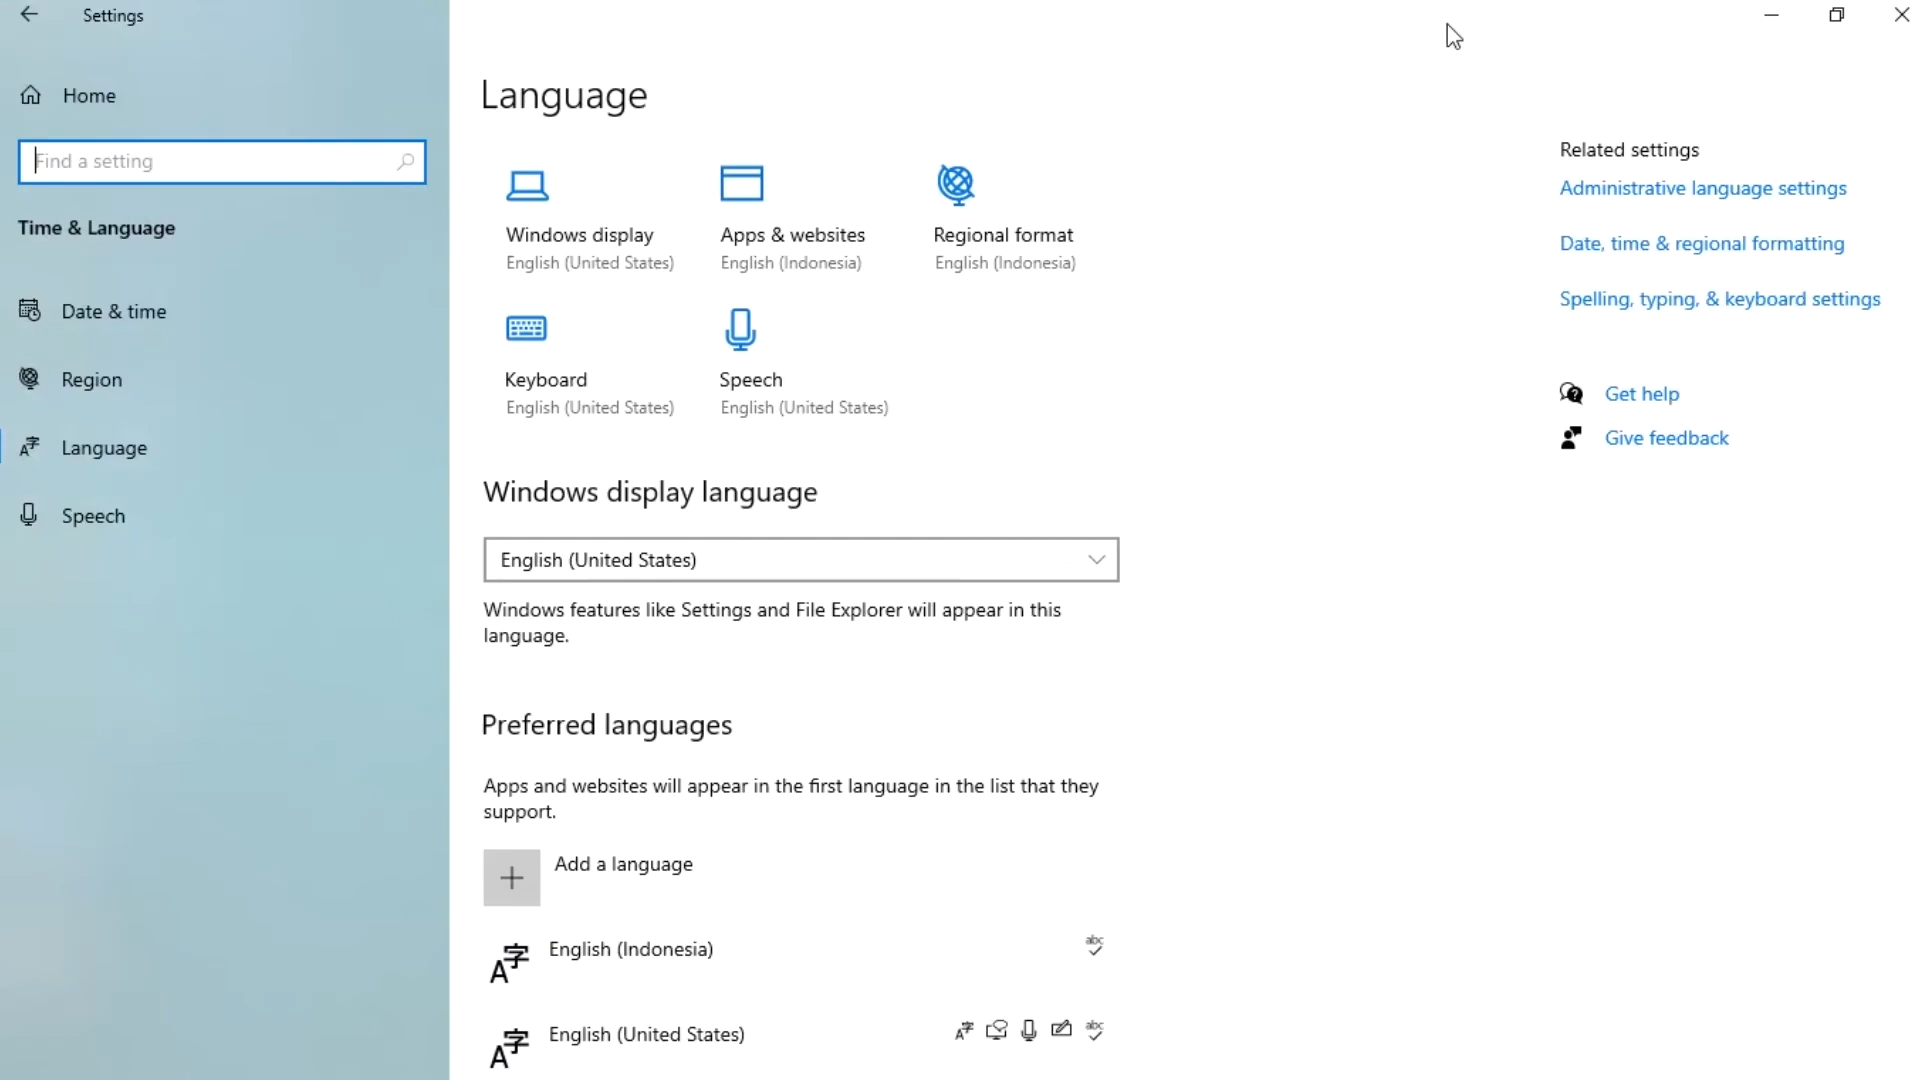 Settings
Home
Find a setting
Time & Language
Date & time
Region
Language
Speech
Language
Windows display
English (United States)
Apps & websites
English (Indonesia)
Regional format
English (Indonesia)
Keyboard
English (United States)
Speech
English (United States)
Windows display language
English (United States)
Windows features like Settings and File Explorer will appear in this
language.
Preferred languages
Apps and websites will appear in the first language in the list that they
support.
Add a language
English (Indonesia)
English (United States)
Related settings
Administrative language settings
Date, time & regional formatting
Spelling, typing, & keyboard settings
Get help
Give feedback